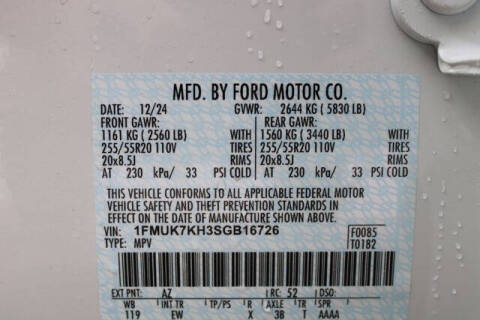 MFD. BY FORD MOTOR CO.
DATE: 12/24 GVWR: 2644 KG ( 5830 LB)
FRONT GAWR: REAR GAWR:
1161 KG ( 2560 LB) WITH 1560 KG ( 3440 LB) WITH
255/55R20 110V TIRES 255/55R20 110V TIRES
20x8.5J RIMS 20x8.5J RIMS
AT 230 kPa/ 33 PSI COLD AT 230 kPa/ 33 PSI COLD
THIS VEHICLE CONFORMS TO ALL APPLICABLE FEDERAL MOTOR
VEHICLE SAFETY AND THEFT PREVENTION STANDARDS IN
EFFECT ON THE DATE OF MANUFACTURE SHOWN ABOVE.
VIN: 1FMUK7KH3SGB16726 F0085
TYPE: MPV T0182
EXT PNT: AZ RC: 52 DSO:
WB INT TR TP/PS R AXLE TR SPR
119 EW X 3B T AAAA